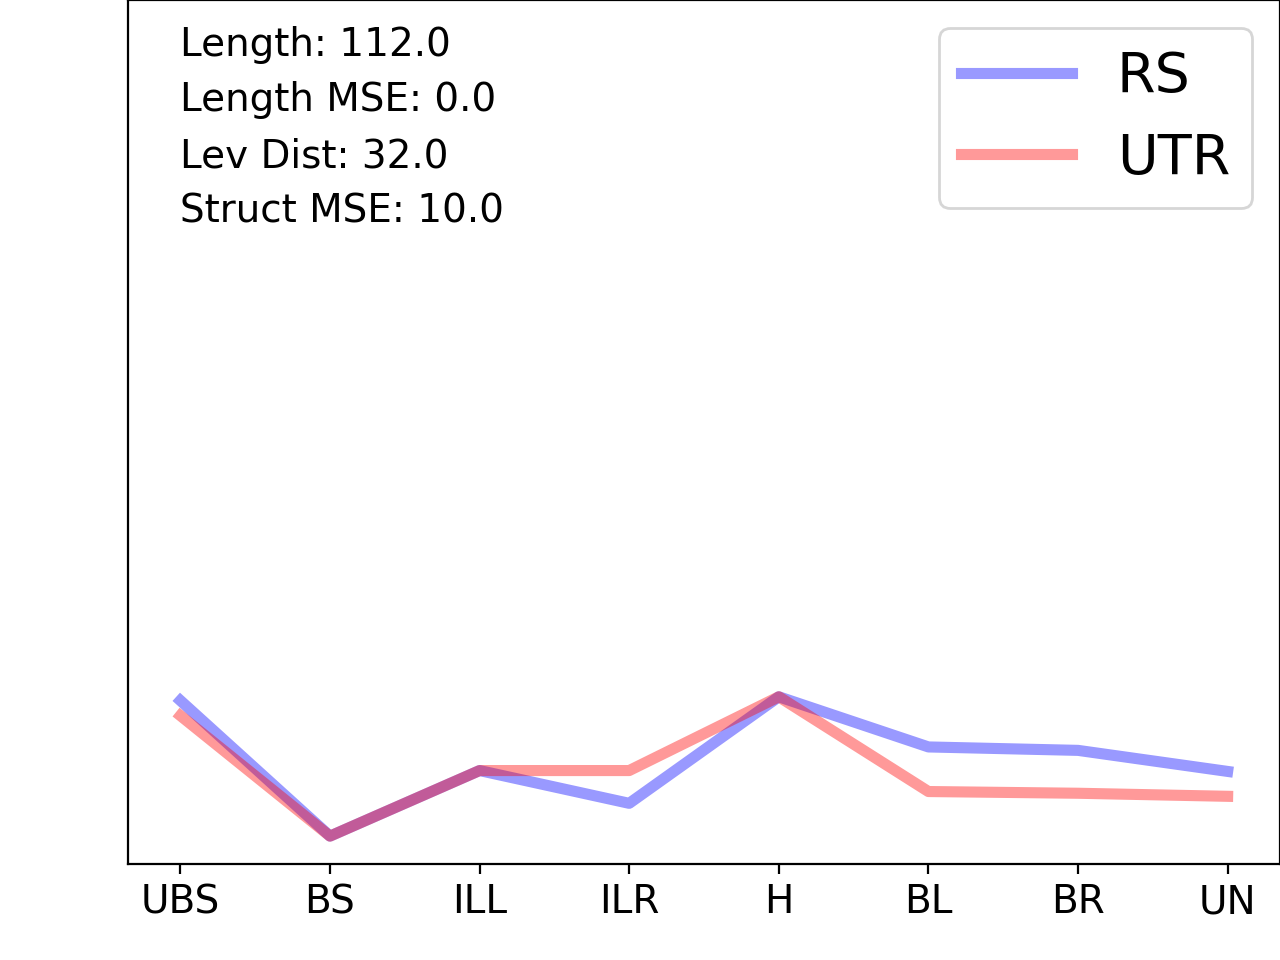 Length: 112.0
Length MSE: 0.0
Lev Dist: 32.0
Struct MSE: 10.0
RS
UTR
UBS BS ILL ILR H BL BR UN